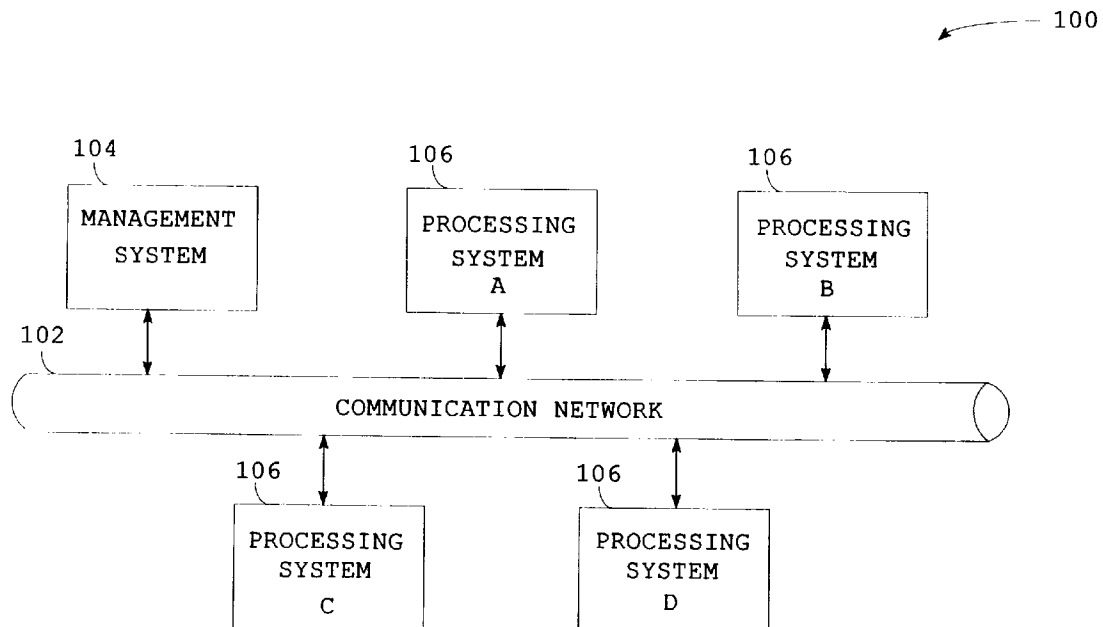 100
104
MANAGEMENT
SYSTEM
106
PROCESSING
SYSTEM
A
106
PROCESSING
SYSTEM
B
102
COMMUNICATION NETWORK
106
PROCESSING
SYSTEM
C
106
PROCESSING
SYSTEM
D